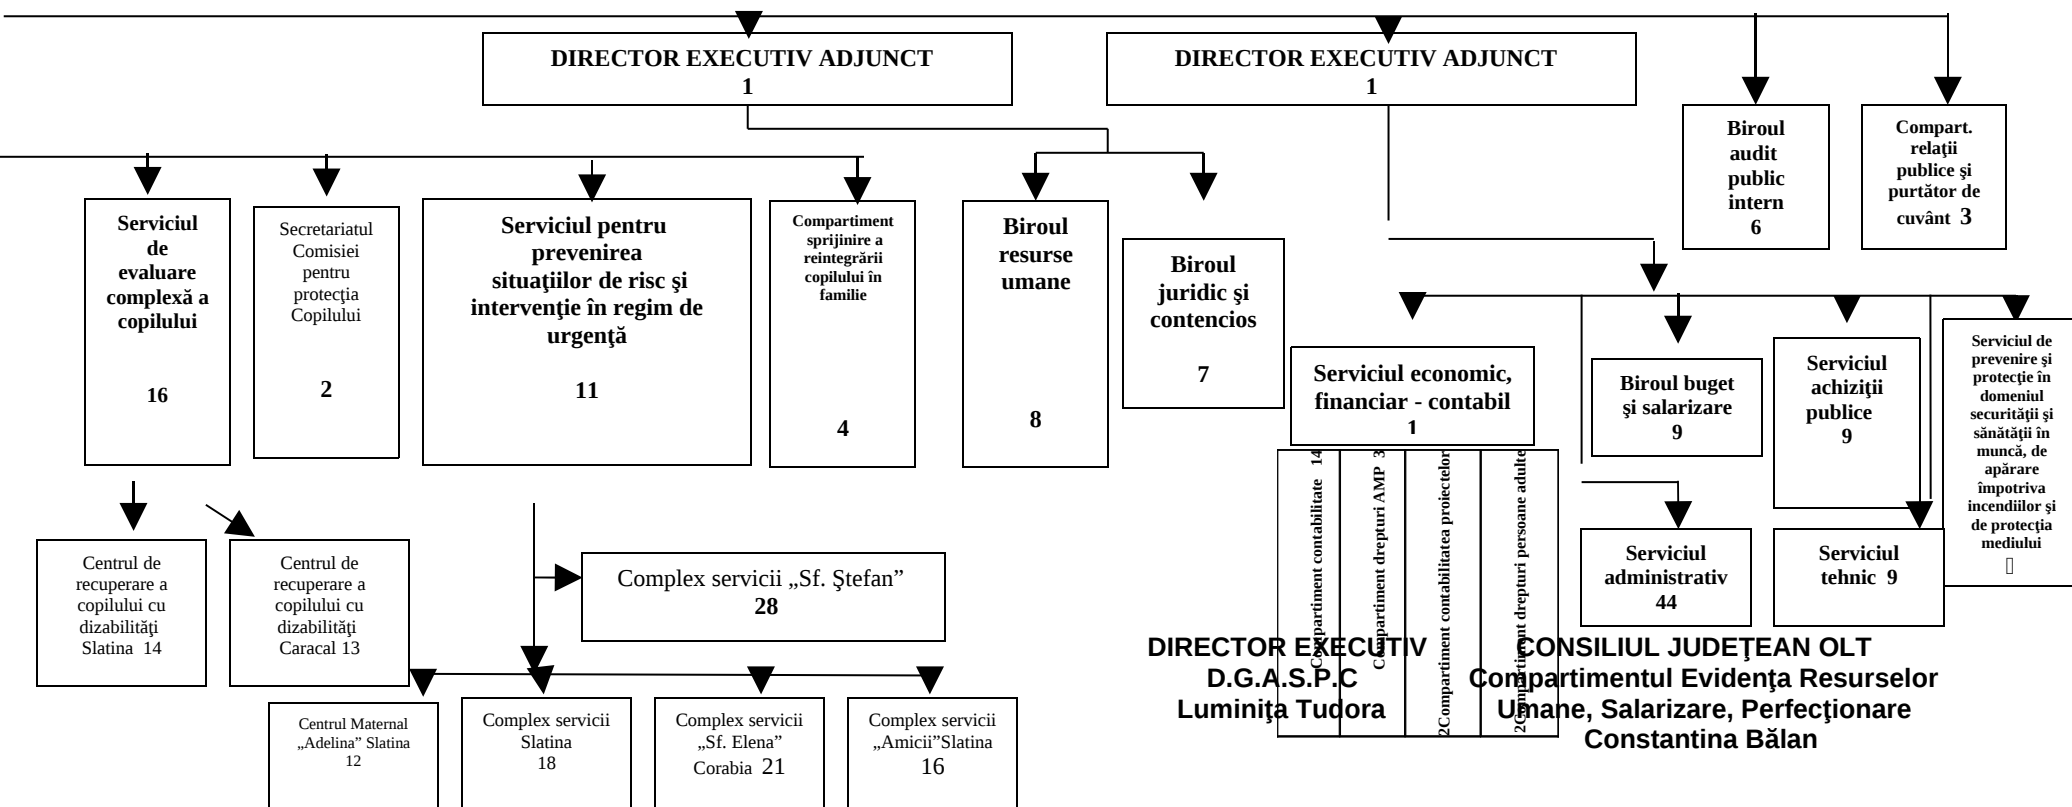 DIRECTOR EXECUTIV ADJUNCT
1
DIRECTOR EXECUTIV ADJUNCT
1
Biroul
audit
public
intern
6
Compart.
relaţii
publice şi
purtător de
cuvânt 3
Serviciul
de
evaluare
complexă a
copilului
16
Secretariatul
Comisiei
pentru
protecţia
Copilului
2
Serviciul pentru
prevenirea
situaţiilor de risc şi
intervenţie în regim de
urgenţă
11
Compartiment
sprijinire a
reintegrării
copilului în
familie
4
Biroul
resurse
umane
8
Biroul
juridic şi
contencios
7
Serviciul economic,
financiar - contabil
1
Compartiment contabilitate 14
Compartiment drepturi AMP 3
2Compartiment contabilitatea proiectelor
2Compartiment drepturi persoane adulte
Biroul buget
şi salarizare
9
Serviciul
achiziţii
publice
9
Serviciul de
prevenire şi
protecţie în
domeniul
securităţii şi
sănătăţii în
muncă, de
apărare
împotriva
incendiilor şi
de protecţia
mediului
Serviciul
administrativ
44
Serviciul
tehnic 9
Centrul de
recuperare a
copilului cu
dizabilităţi
Slatina 14
Centrul de
recuperare a
copilului cu
dizabilităţi
Caracal 13
Complex servicii „Sf. Ştefan”
28
Centrul Maternal
„Adelina” Slatina
12
Complex servicii
Slatina
18
Complex servicii
„Sf. Elena”
Corabia 21
Complex servicii
„Amicii”Slatina
16
DIRECTOR EXECUTIV
D.G.A.S.P.C
Luminiţa Tudora
CONSILIUL JUDEŢEAN OLT
Compartimentul Evidenţa Resurselor
Umane, Salarizare, Perfecţionare
Constantina Bălan